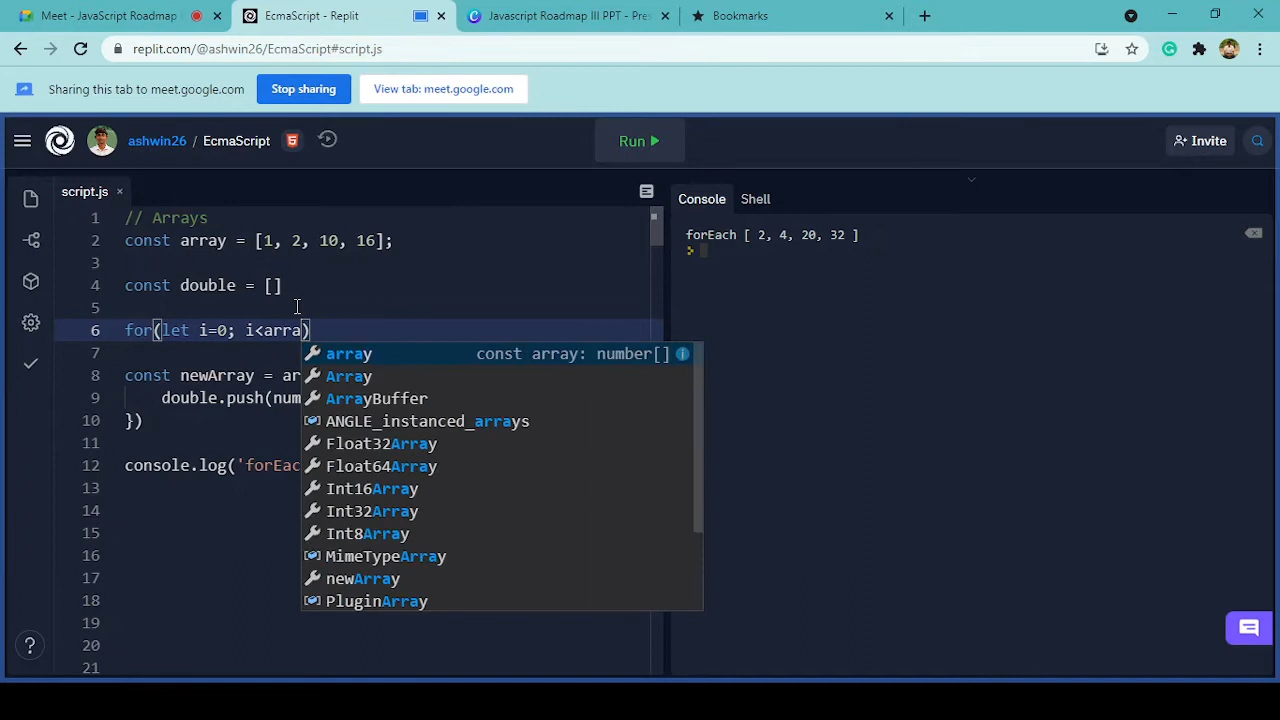 Meet - JavaScript Roadmap
EcmaScript - Replit
Javascript Roadmap III PPT - Pres
Bookmarks
replit.com/@ashwin26/EcmaScript#script.js
Sharing this tab to meet.google.com
Stop sharing
View tab: meet.google.com
ashwin26 / EcmaScript
Run
Invite
script.js
Console
Shell
1 // Arrays
2 const array = [1, 2, 10, 16];
3
4 const double = []
5
6 for(let i=0; i<arra)
7
8 const newArray = ar
9 double.push(num
10 })
11
12 console.log('forEac
13
14
15
16
17
18
19
20
21
array const array: number[]
Array
ArrayBuffer
ANGLE_instanced_arrays
Float32Array
Float64Array
Int16Array
Int32Array
Int8Array
MimeTypeArray
newArray
PluginArray
forEach [ 2, 4, 20, 32 ]